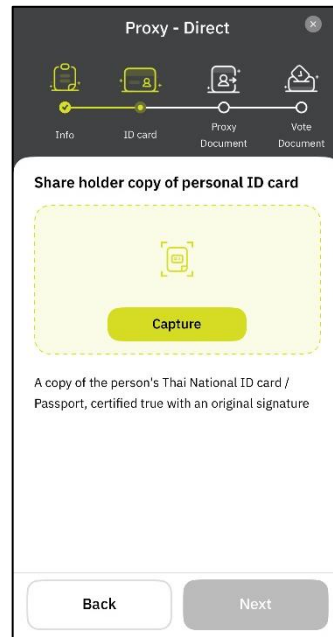 Proxy - Direct
Info
ID card
Proxy
Document
Vote
Document
Share holder copy of personal ID card
Capture
A copy of the person's Thai National ID card /
Passport, certified true with an original signature
Back
Next